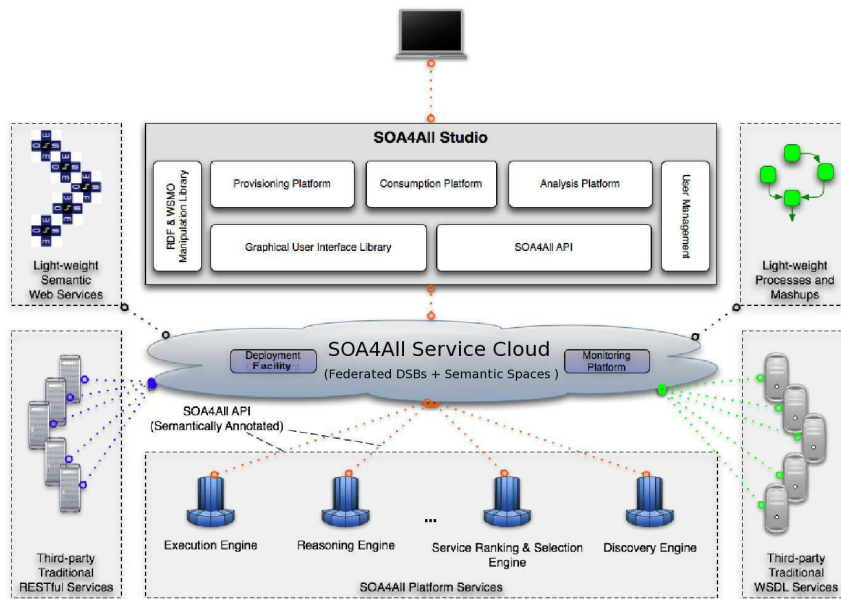 SOA4All Studio
RDF & WSMO
Manipulation Library
Provisioning Platform
Consumption Platform
Analysis Platform
User Management
Graphical User Interface Library
SOA4All API
Light-weight
Semantic
Web Services
Light-weight
Processes and
Mashups
SOA4All Service Cloud
Deployment
Facility
(Federated DSBs + Semantic Spaces )
Monitoring
Platform
SOA4All API
(Semantically Annotated)
Execution Engine
Reasoning Engine
...
Service Ranking & Selection
Engine
Discovery Engine
SOA4All Platform Services
Third-party
Traditional
RESTful Services
Third-party
Traditional
WSDL Services